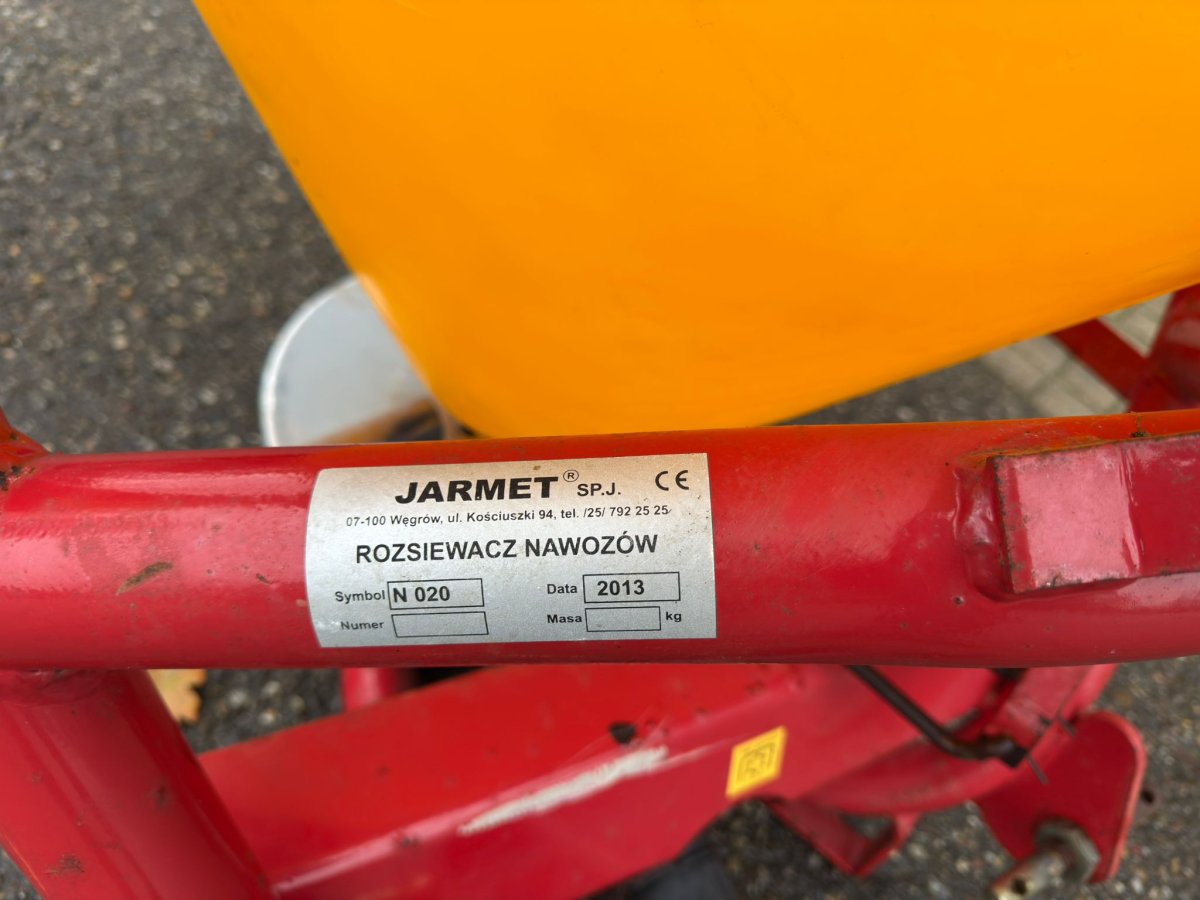 JARMET® SP.J. CE
07-100 Węgrów, ul. Kościuszki 94, tel. /25/ 792 25 25
ROZSIEWACZ NAWOZÓW
Symbol N 020 Data 2013
Numer Masa kg